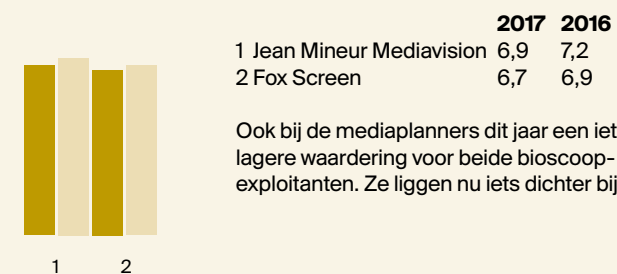 2017 2016
1 Jean Mineur Mediavision 6,9 7,2
2 Fox Screen 6,7 6,9
Ook bij de mediaplanners dit jaar een iet
lagere waardering voor beide bioscoop-
exploitanten. Ze liggen nu iets dichter bij
1 2